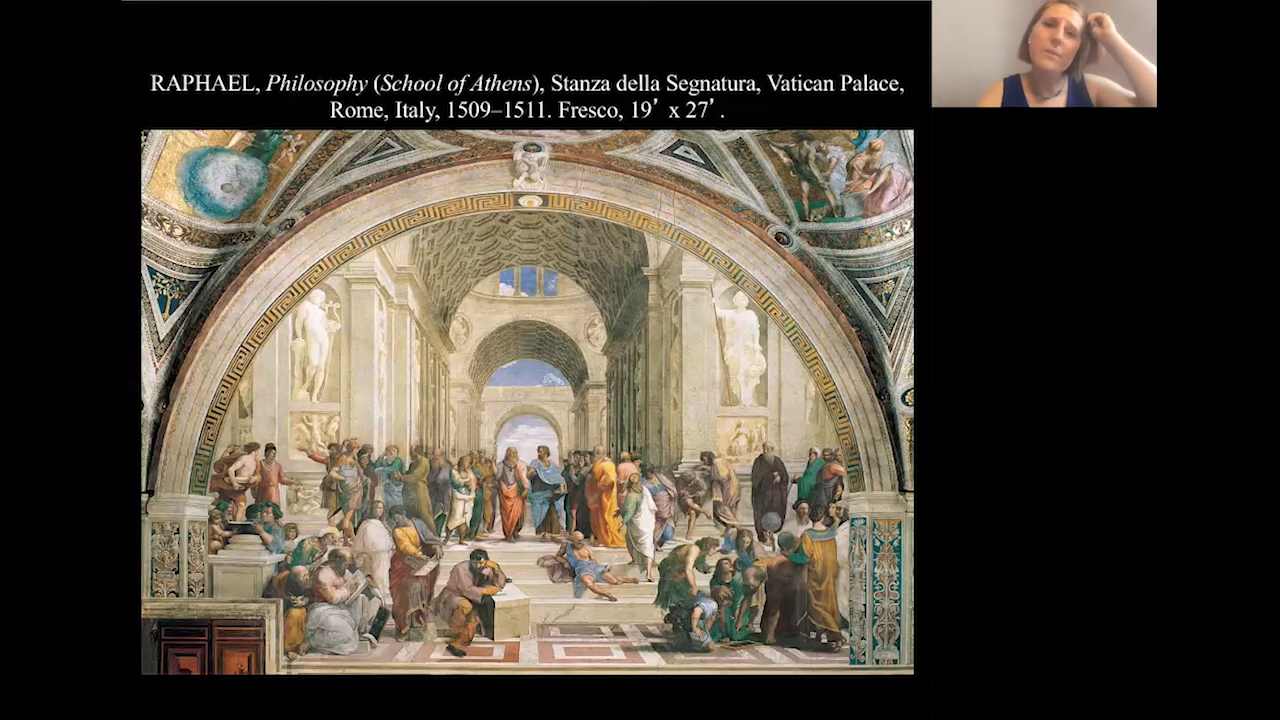 RAPHAEL, Philosophy (School of Athens), Stanza della Segnatura, Vatican Palace,
Rome, Italy, 1509–1511. Fresco, 19’ x 27’.